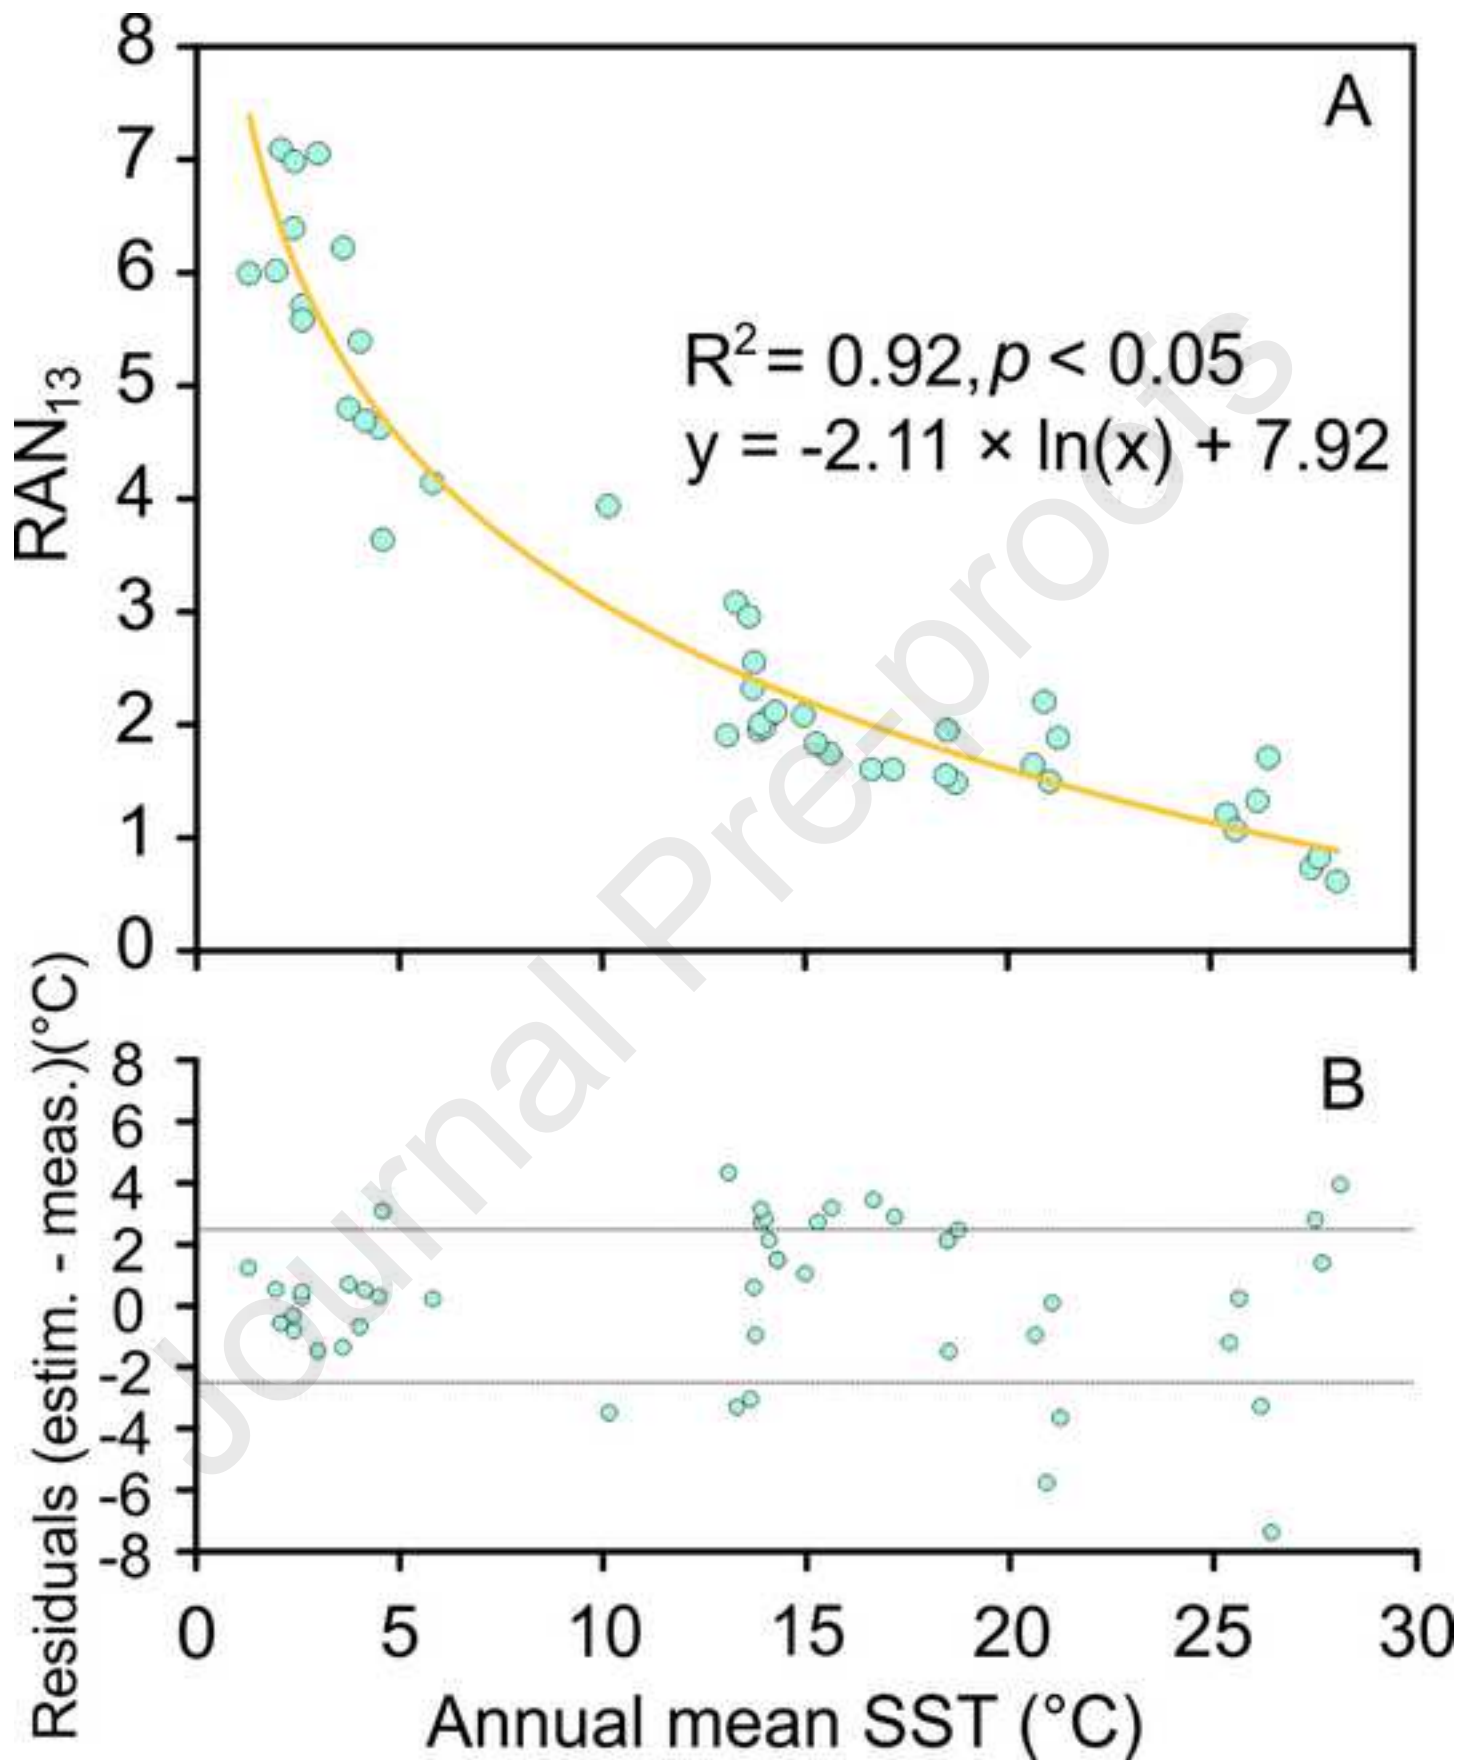 8
A
7
6
5
4
3
2
1
0
RAN13
R2 = 0.92, p < 0.05
y = -2.11 × ln(x) + 7.92
Journal Pre-proofs
B
8
6
4
2
0
-2
-4
-6
-8
Residuals (estim. - meas.)(°C)
0 5 10 15 20 25 30
Annual mean SST (°C)